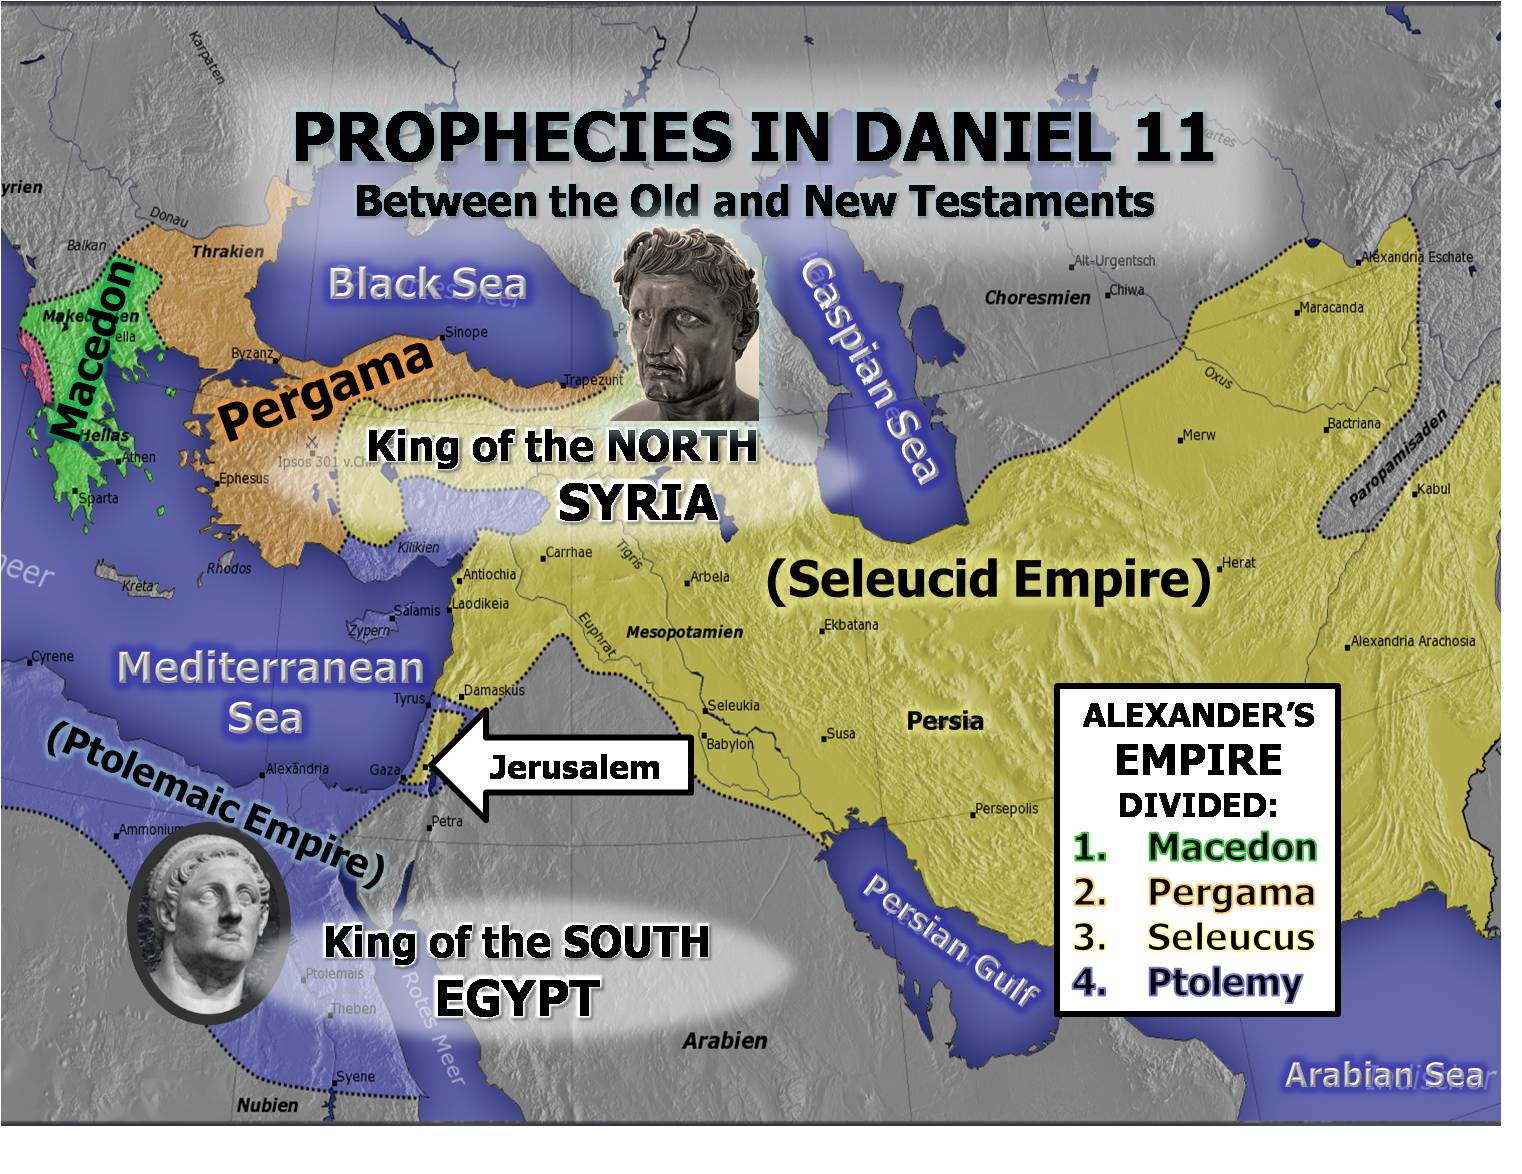 PROPHECIES IN DANIEL 11
Between the Old and New Testaments
Karpaten
yrien
Donau
Balkan
Thrakien
Black Sea
Caspian Sea
Alt-Urgentsch
Choresmien
Chiwa
Alexandria Eschate
Maracanda
Macedon
ella
Byzanz
Sinope
Trapezunt
Pergama
Oxus
Merw
Bactriana
Paropamisaden
Kabul
Hellas
Athen
Sparta
Ipsos 301 v.Chr.
Ephesus
King of the NORTH
SYRIA
Kilikien
Rhodos
Kreta
meer
Carrhae
Tigris
Antiochia
Arbela
(Seleucid Empire)
Herat
Salamis
Laodikeia
Zypern
Euphrat
Mesopotamien
Ekbatana
Alexandria Arachosia
Cyrene
Mediterranean
Sea
Tyrus
Damaskus
Seleukia
Babylon
Susa
Persia
Jerusalem
Gaza
Alexandria
(Ptolemaic Empire)
Ammonium
Petra
Persepolis
ALEXANDER'S
EMPIRE
DIVIDED:
1. Macedon
2. Pergama
3. Seleucus
4. Ptolemy
Persian Gulf
King of the SOUTH
EGYPT
Ptolemais
Theben
Rotes Meer
Arabien
Syene
Nubien
Arabian Sea